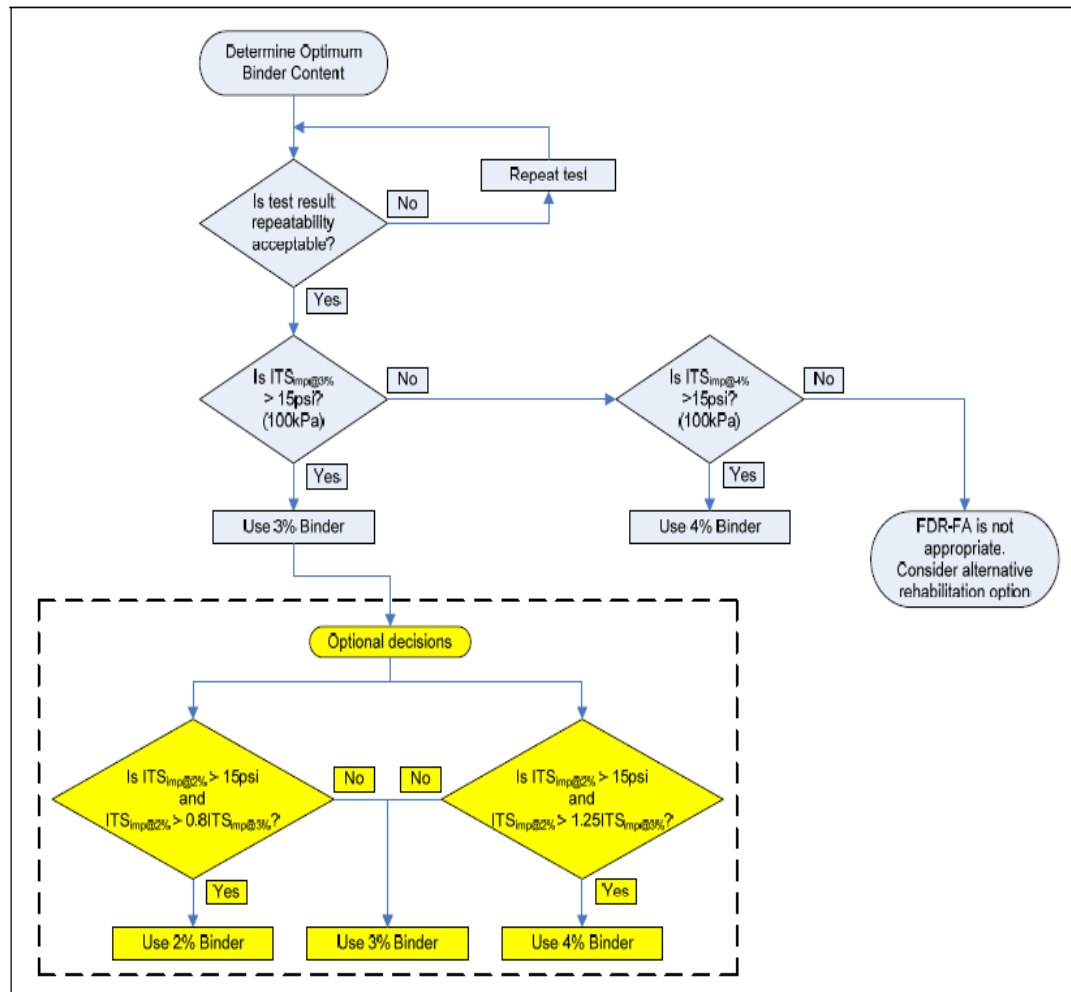 Determine Optimum
Binder Content
Repeat test
Is test result
repeatability
acceptable?
No
Yes
Is ITSimp@3%
> 15psi?
(100kPa)
No
Is ITSimp@4%
>15psi?
(100kPa)
No
Yes
Yes
Use 3% Binder
Use 4% Binder
FDR-FA is not
appropriate.
Consider alternative
rehabilitation option
Optional decisions
Is ITSimp@2% > 15psi
and
ITSimp@2% > 0.8ITSimp@3%?
No
No
Is ITSimp@2% > 15psi
and
ITSimp@2% > 1.25ITSimp@3%?
Yes
Yes
Use 2% Binder
Use 3% Binder
Use 4% Binder